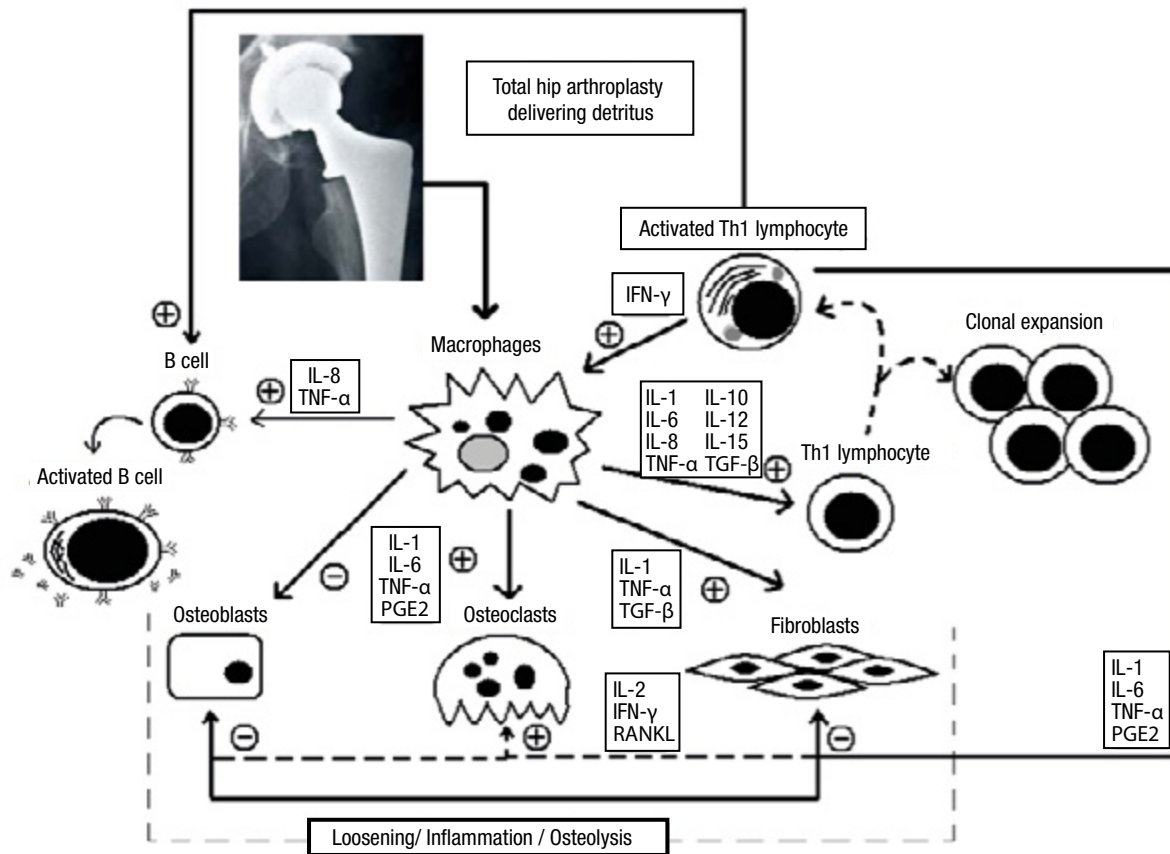 Total hip arthroplasty
delivering detritus
Activated Th1 lymphocyte
IFN-γ
Clonal expansion
+
+
B cell
Macrophages
+
IL-8
TNF-α
IL-1 IL-10
IL-6 IL-12
IL-8 IL-15
TNF-α TGF-β
+
Th1 lymphocyte
Activated B cell
−
IL-1
IL-6
TNF-α
PGE2
+
IL-1
TNF-α
TGF-β
+
Osteoblasts
Osteoclasts
Fibroblasts
IL-2
IFN-γ
RANKL
IL-1
IL-6
TNF-α
PGE2
−
+
−
Loosening/ Inflammation / Osteolysis